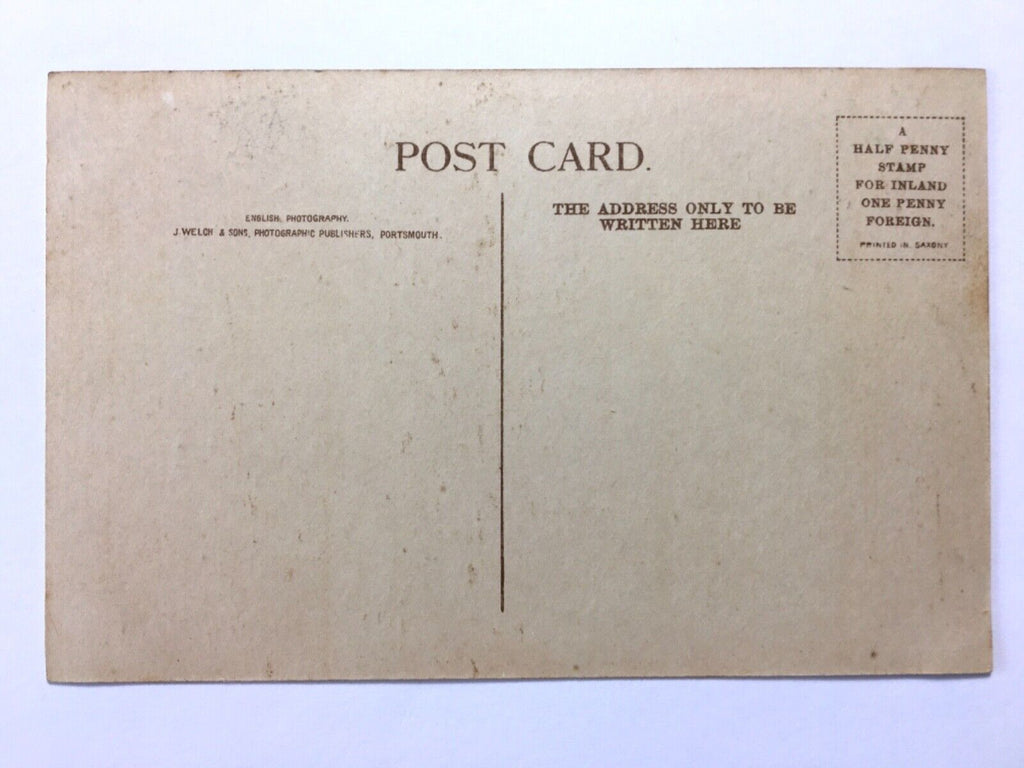 POST CARD.
ENGLISH PHOTOGRAPHY.
J. WELCH & SONS, PHOTOGRAPHIC PUBLISHERS, PORTSMOUTH.
THE ADDRESS ONLY TO BE
WRITTEN HERE
A
HALF PENNY
STAMP
FOR INLAND
ONE PENNY
FOREIGN.
PRINTED IN SAXONY